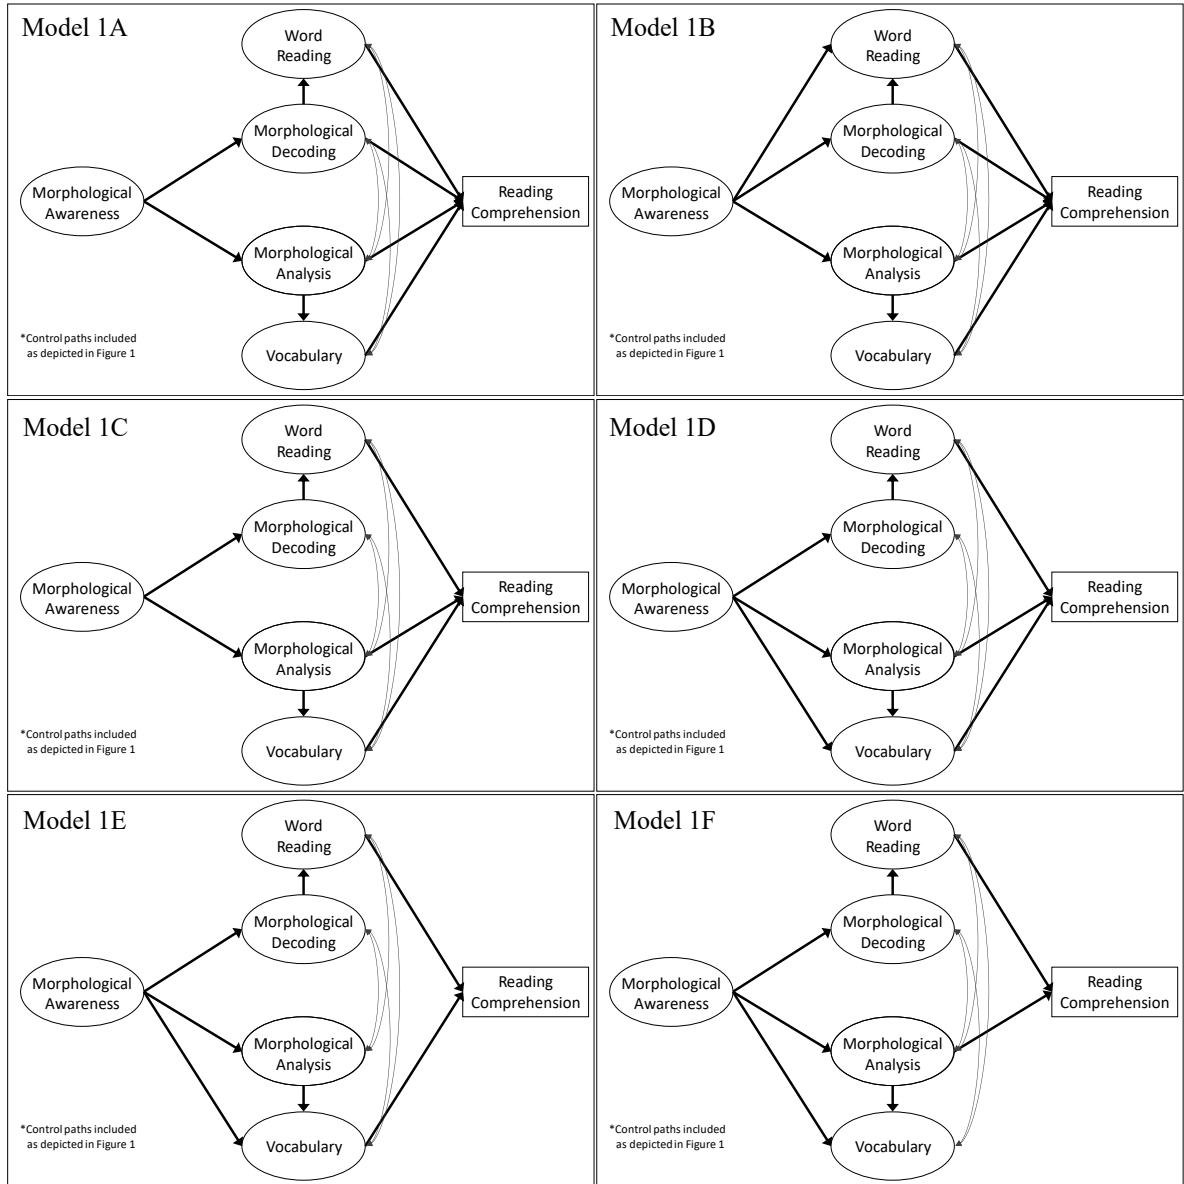 Model 1A
Word
Reading
Morphological
Decoding
Morphological
Awareness
Reading
Comprehension
Morphological
Analysis
Vocabulary
*Control paths included
as depicted in Figure 1
Model 1B
Word
Reading
Morphological
Decoding
Morphological
Awareness
Reading
Comprehension
Morphological
Analysis
Vocabulary
*Control paths included
as depicted in Figure 1
Model 1C
Word
Reading
Morphological
Decoding
Morphological
Awareness
Reading
Comprehension
Morphological
Analysis
Vocabulary
*Control paths included
as depicted in Figure 1
Model 1D
Word
Reading
Morphological
Decoding
Morphological
Awareness
Reading
Comprehension
Morphological
Analysis
Vocabulary
*Control paths included
as depicted in Figure 1
Model 1E
Word
Reading
Morphological
Decoding
Morphological
Awareness
Reading
Comprehension
Morphological
Analysis
Vocabulary
*Control paths included
as depicted in Figure 1
Model 1F
Word
Reading
Morphological
Decoding
Morphological
Awareness
Reading
Comprehension
Morphological
Analysis
Vocabulary
*Control paths included
as depicted in Figure 1